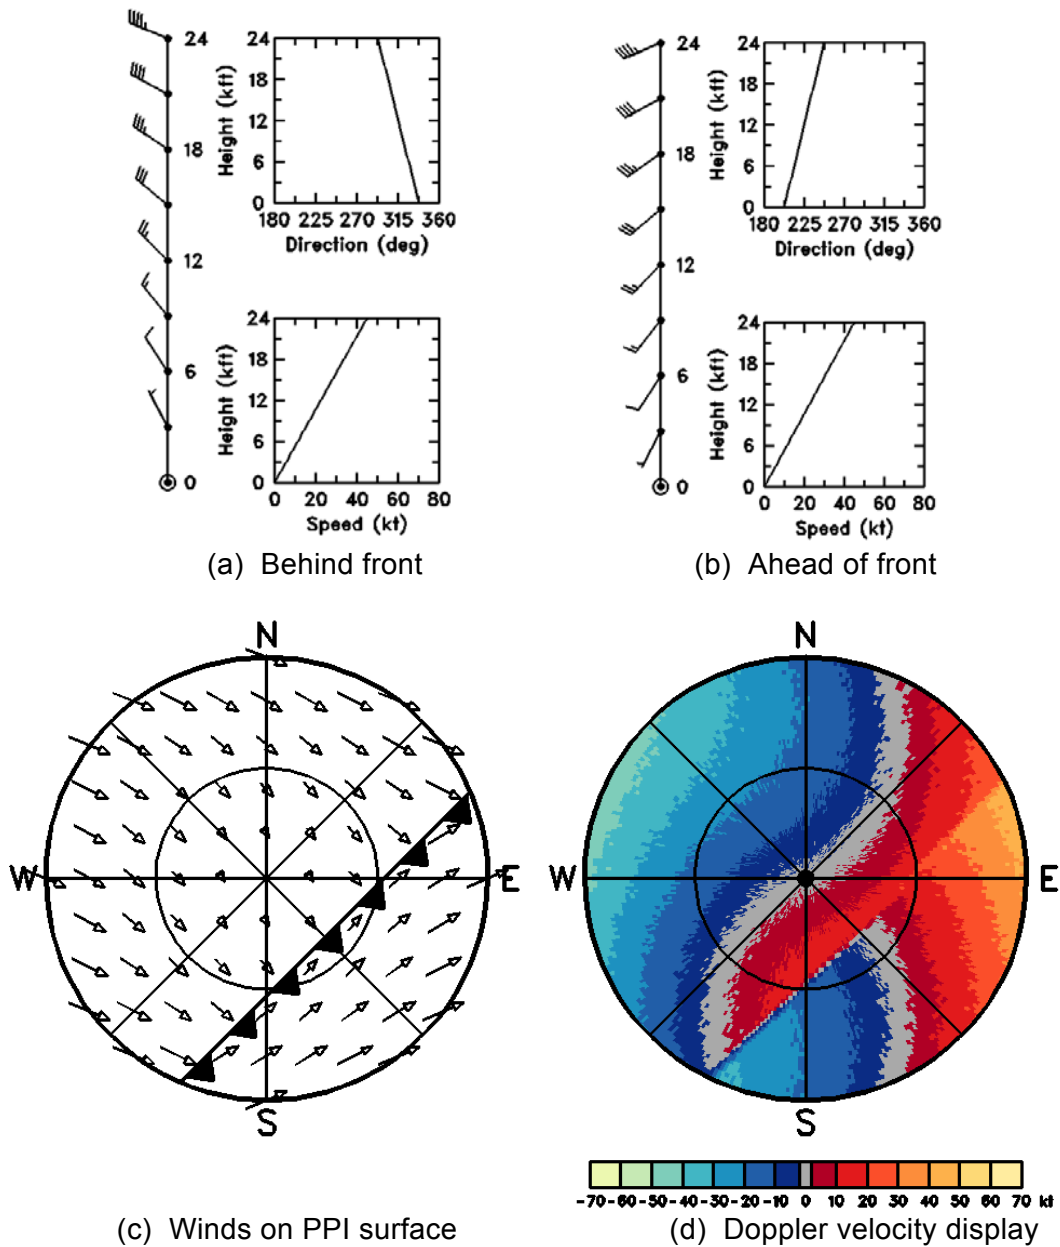 24
18
12
6
0
Height (kft)
24
18
12
6
0
180 225 270 315 360
Direction (deg)
Height (kft)
24
18
12
6
0
0 20 40 60 80
Speed (kt)
(a) Behind front
24
18
12
6
0
Height (kft)
24
18
12
6
0
180 225 270 315 360
Direction (deg)
Height (kft)
24
18
12
6
0
0 20 40 60 80
Speed (kt)
(b) Ahead of front
N
W E
S
(c) Winds on PPI surface
N
W E
S
-70 -60 -50 -40 -30 -20 -10 0 10 20 30 40 50 60 70 kt
(d) Doppler velocity display